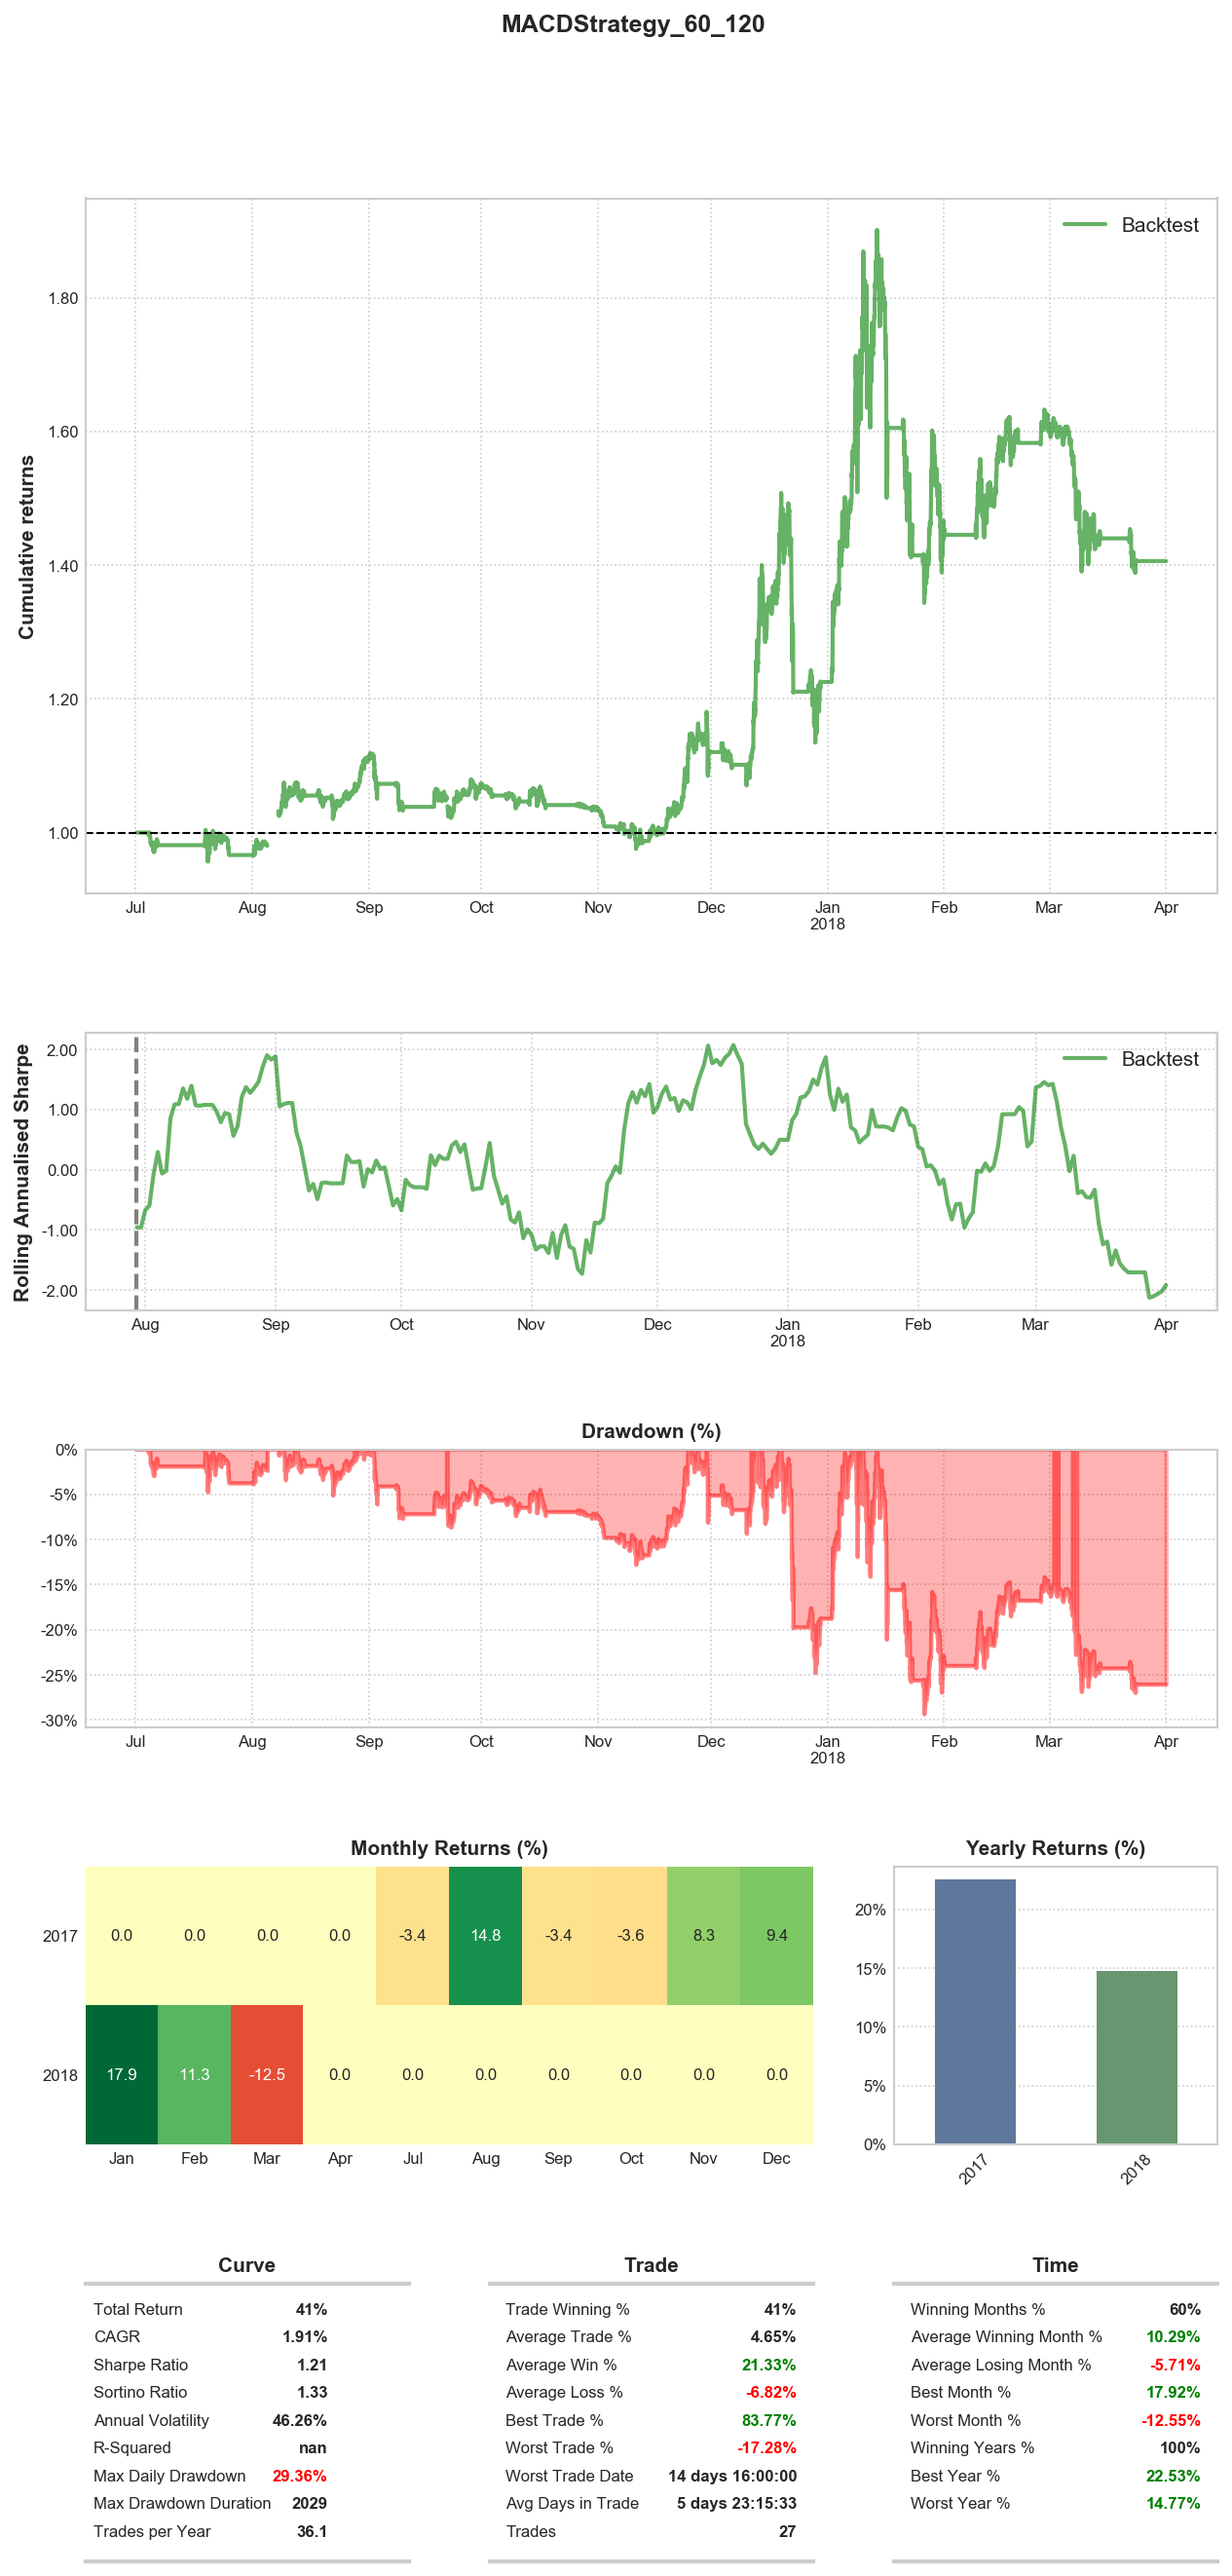 MACDStrategy_60_120
Backtest
Cumulative returns
1.80
1.60
1.40
1.20
1.00
Jul Aug Sep Oct Nov Dec Jan Feb Mar Apr
2018
Backtest
Rolling Annualised Sharpe
2.00
1.00
0.00
-1.00
-2.00
Aug Sep Oct Nov Dec Jan Feb Mar Apr
2018
Drawdown (%)
0%
-5%
-10%
-15%
-20%
-25%
-30%
Jul Aug Sep Oct Nov Dec Jan Feb Mar Apr
2018
Monthly Returns (%)
2017 0.0 0.0 0.0 0.0 -3.4 14.8 -3.4 -3.6 8.3 9.4
2018 17.9 11.3 -12.5 0.0 0.0 0.0 0.0 0.0 0.0 0.0
Jan Feb Mar Apr Jul Aug Sep Oct Nov Dec
Yearly Returns (%)
20%
15%
10%
5%
0%
2017 2018
Curve
Total Return 41%
CAGR 1.91%
Sharpe Ratio 1.21
Sortino Ratio 1.33
Annual Volatility 46.26%
R-Squared nan
Max Daily Drawdown 29.36%
Max Drawdown Duration 2029
Trades per Year 36.1
Trade
Trade Winning % 41%
Average Trade % 4.65%
Average Win % 21.33%
Average Loss % -6.82%
Best Trade % 83.77%
Worst Trade % -17.28%
Worst Trade Date 14 days 16:00:00
Avg Days in Trade 5 days 23:15:33
Trades 27
Time
Winning Months % 60%
Average Winning Month % 10.29%
Average Losing Month % -5.71%
Best Month % 17.92%
Worst Month % -12.55%
Winning Years % 100%
Best Year % 22.53%
Worst Year % 14.77%